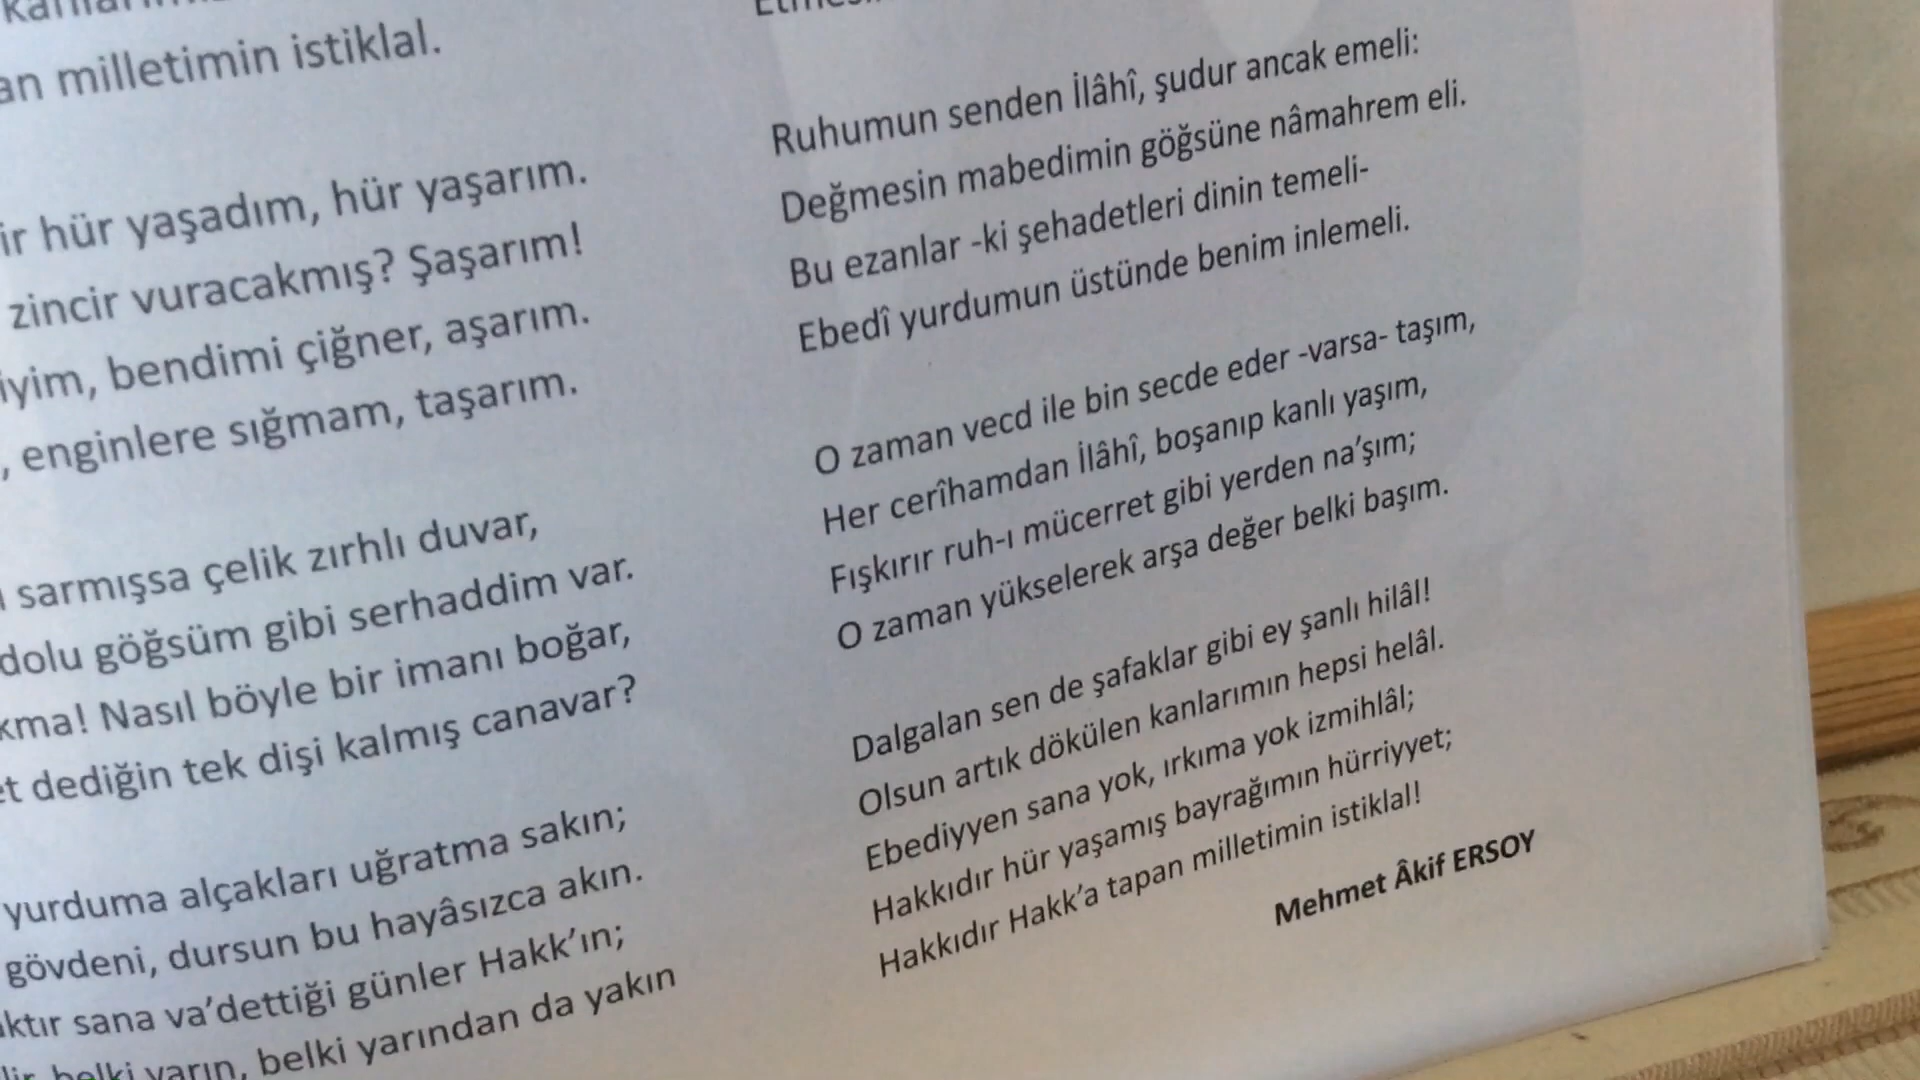 an milletimin istiklal.
ir hür yaşadım, hür yaşarım.
zincir vuracakmış? Şaşarım!
iyim, bendimi çiğner, aşarım.
, enginlere sığmam, taşarım.
sarmışsa çelik zırhlı duvar,
dolu göğsüm gibi serhaddim var.
kma! Nasıl böyle bir imanı boğar,
et dediğin tek dişi kalmış canavar?
yurduma alçakları uğratma sakın;
gövdeni, dursun bu hayâsızca akın.
ktır sana va’dettiği günler Hakk’ın;
belki yarın, belki yarından da yakın
Ruhumun senden İlâhî, şudur ancak emeli:
Değmesin mabedimin göğsüne nâmahrem eli.
Bu ezanlar -ki şehadetleri dinin temeli-
Ebedî yurdumun üstünde benim inlemeli.
O zaman vecd ile bin secde eder -varsa- taşım,
Her cerîhamdan İlâhî, boşanıp kanlı yaşım,
Fışkırır ruh-ı mücerret gibi yerden na’şım;
O zaman yükselerek arşa değer belki başım.
Dalgalan sen de şafaklar gibi ey şanlı hilâl!
Olsun artık dökülen kanlarımın hepsi helâl.
Ebediyyen sana yok, ırkıma yok izmihlâl;
Hakkıdır hür yaşamış bayrağımın hürriyyet;
Hakkıdır Hakk’a tapan milletimin istiklal!
Mehmet Âkif ERSOY